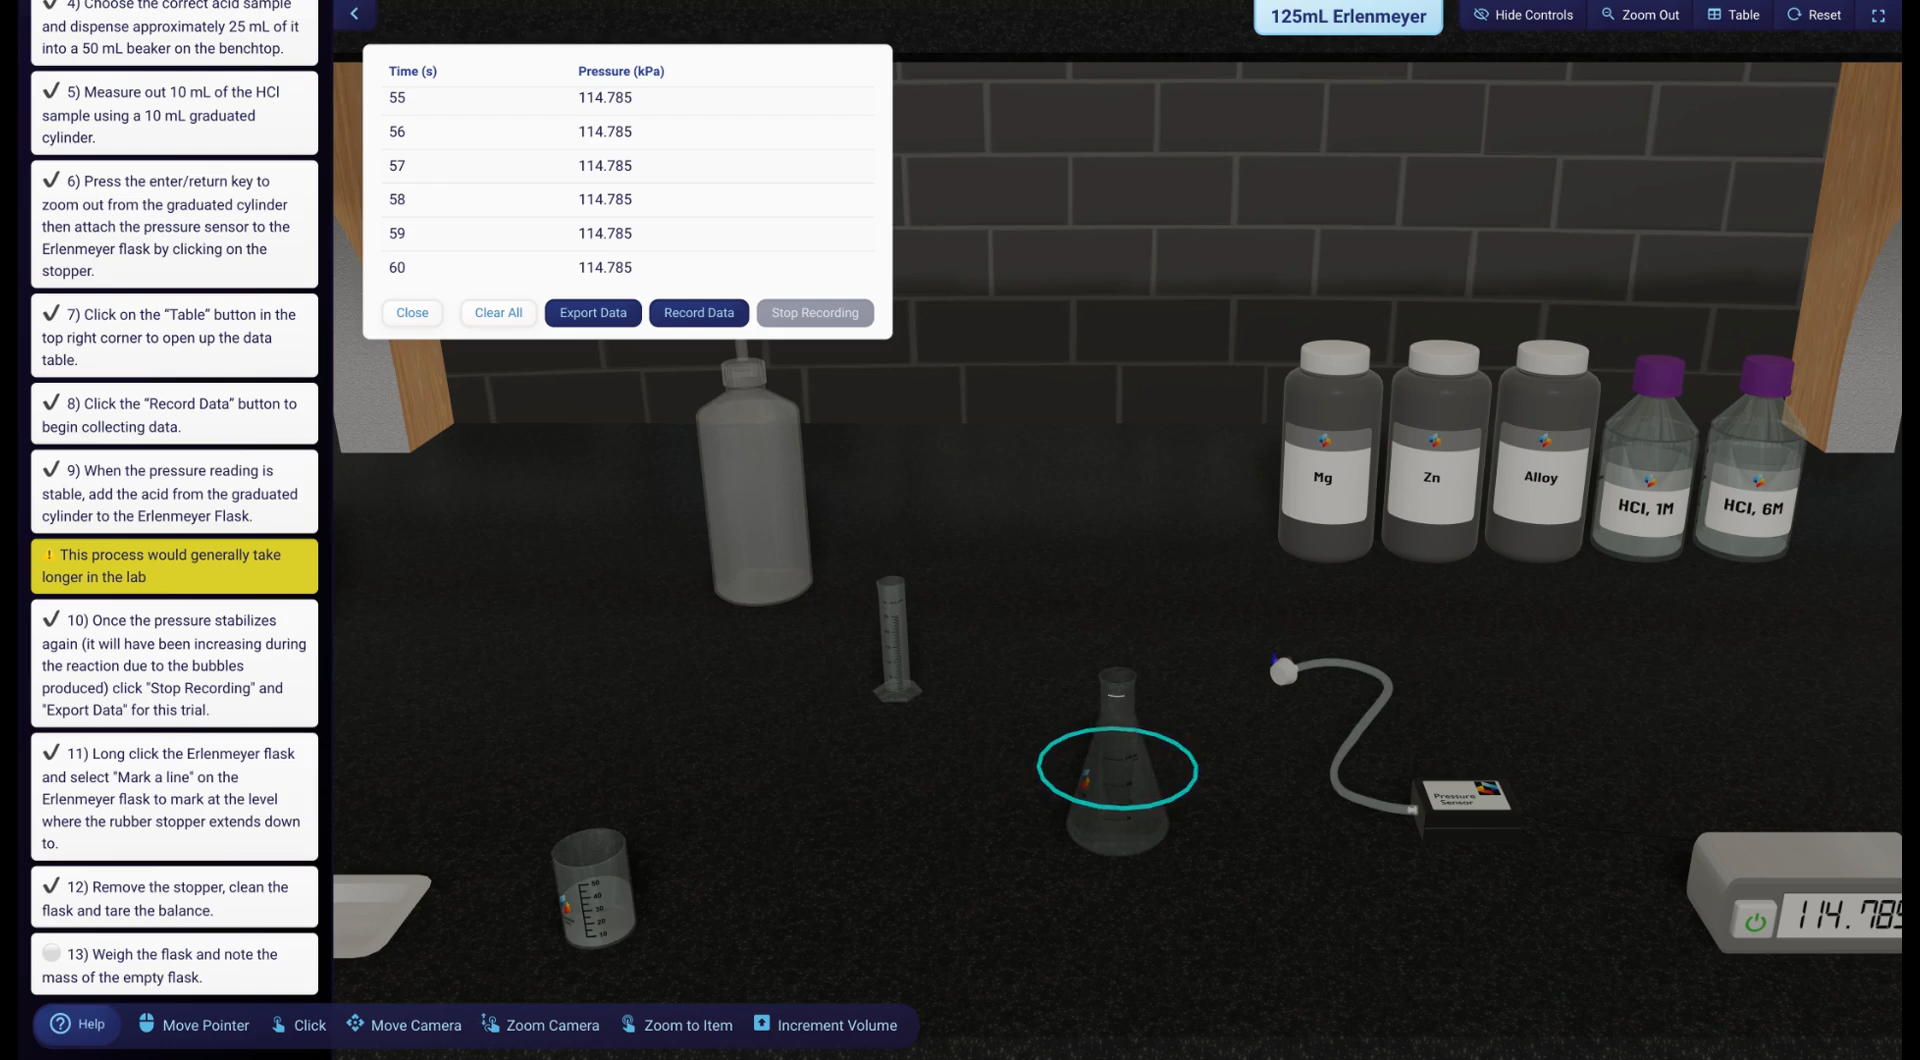 4) Choose the correct acid sample
and dispense approximately 25 mL of it
into a 50 mL beaker on the benchtop.
5) Measure out 10 mL of the HCl
sample using a 10 mL graduated
cylinder.
6) Press the enter/return key to
zoom out from the graduated cylinder
then attach the pressure sensor to the
Erlenmeyer flask by clicking on the
stopper.
7) Click on the “Table” button in the
top right corner to open up the data
table.
8) Click the “Record Data” button to
begin collecting data.
9) When the pressure reading is
stable, add the acid from the graduated
cylinder to the Erlenmeyer Flask.
This process would generally take
longer in the lab
10) Once the pressure stabilizes
again (it will have been increasing during
the reaction due to the bubbles
produced) click "Stop Recording" and
"Export Data" for this trial.
11) Long click the Erlenmeyer flask
and select "Mark a line" on the
Erlenmeyer flask to mark at the level
where the rubber stopper extends down
to.
12) Remove the stopper, clean the
flask and tare the balance.
13) Weigh the flask and note the
mass of the empty flask.
125mL Erlenmeyer
Hide Controls
Zoom Out
Table
Reset
Time (s) Pressure (kPa)
55 114.785
56 114.785
57 114.785
58 114.785
59 114.785
60 114.785
Close
Clear All
Export Data
Record Data
Stop Recording
Mg
Zn
Alloy
HCl, 1M
HCl, 6M
Pressure
Sensor
50
40
30
20
10
114.785
Help
Move Pointer
Click
Move Camera
Zoom Camera
Zoom to Item
Increment Volume